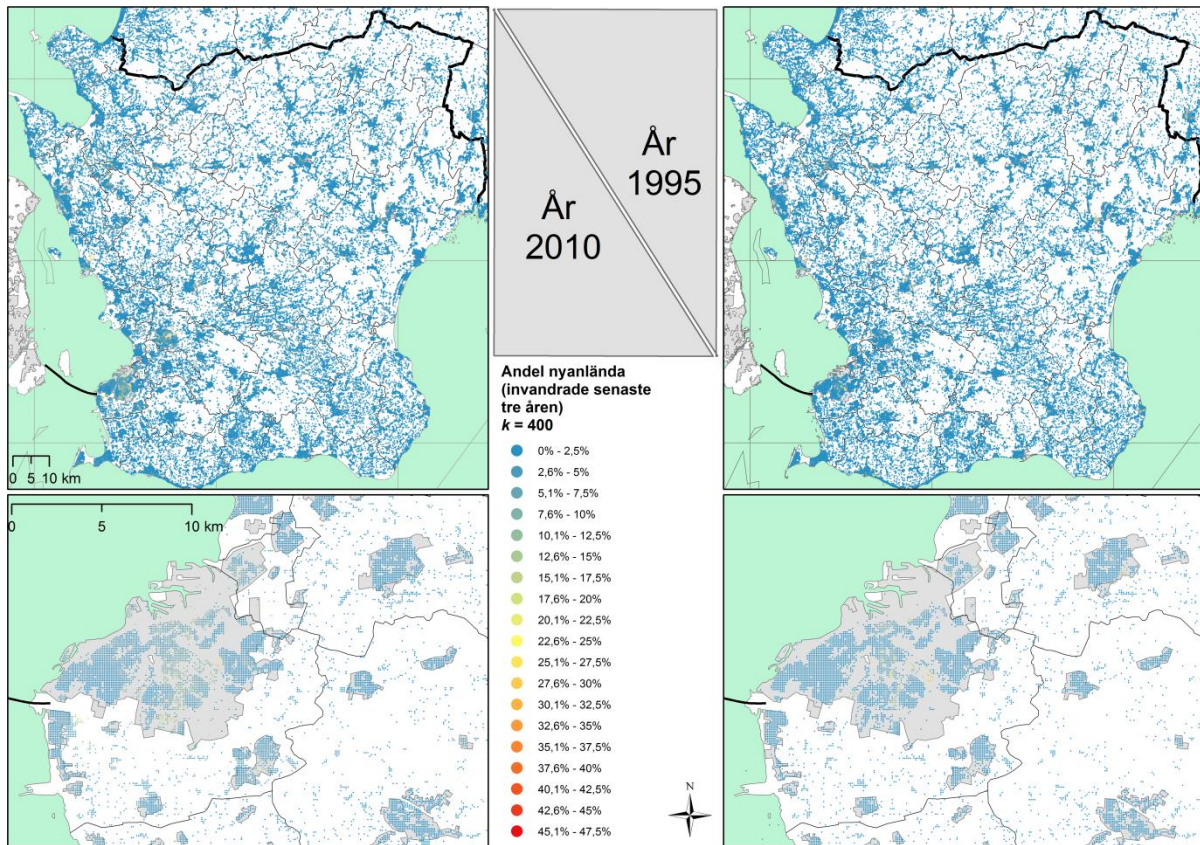 År
1995
År
2010
Andel nyanlända
(invandrade senaste
tre åren)
k = 400
0% - 2,5%
2,6% - 5%
5,1% - 7,5%
7,6% - 10%
10,1% - 12,5%
12,6% - 15%
15,1% - 17,5%
17,6% - 20%
20,1% - 22,5%
22,6% - 25%
25,1% - 27,5%
27,6% - 30%
30,1% - 32,5%
32,6% - 35%
35,1% - 37,5%
37,6% - 40%
40,1% - 42,5%
42,6% - 45%
45,1% - 47,5%
0 5 10 km
0 5 10 km
N